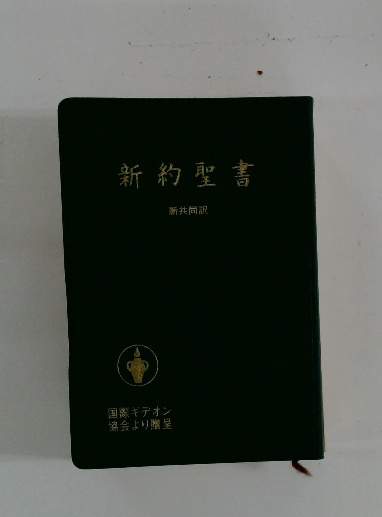 新約聖書
新共同訳
国際ギデオン
協会より贈呈